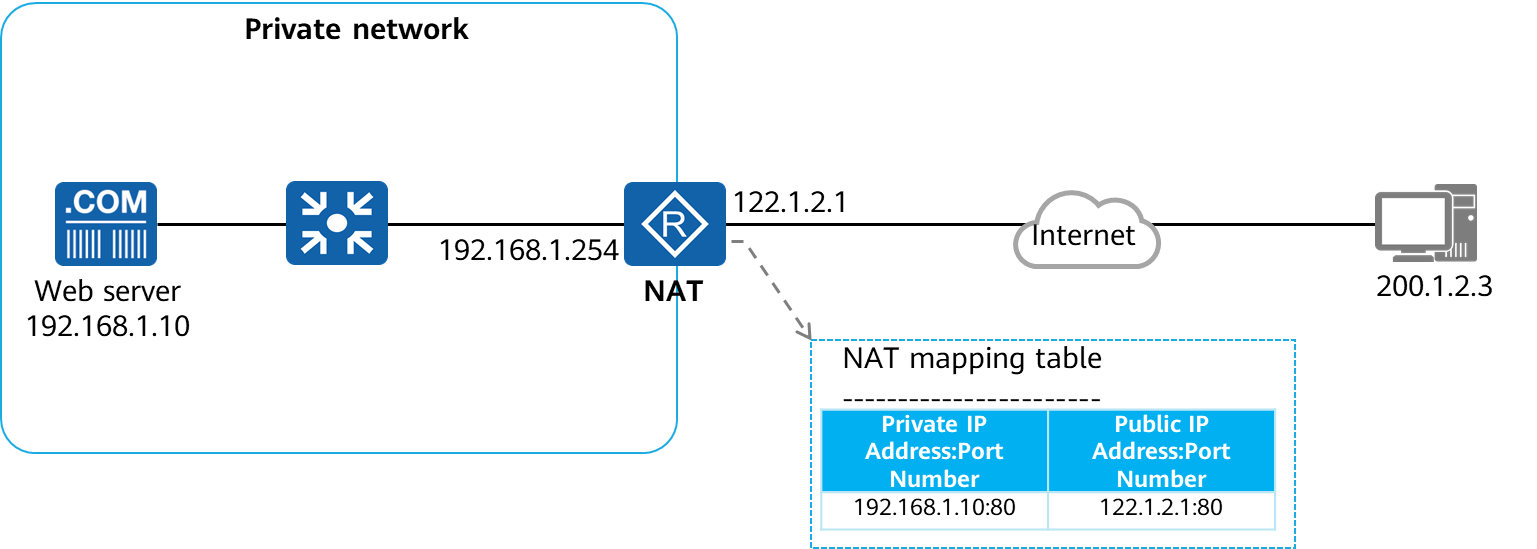 Private network
.COM
Web server
192.168.1.10
192.168.1.254
R
NAT
122.1.2.1
Internet
200.1.2.3
NAT mapping table
-----------------------
Private IP
Address:Port
Number
Public IP
Address:Port
Number
192.168.1.10:80
122.1.2.1:80